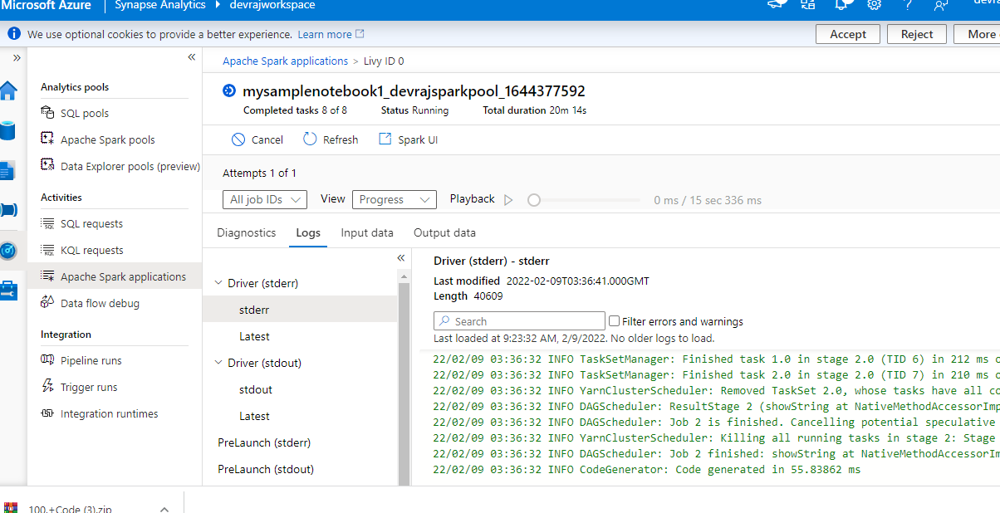 Microsoft Azure Synapse Analytics devrajworkspace
We use optional cookies to provide a better experience. Learn more Accept Reject More
Apache Spark applications > Livy ID 0
mysamplenotebook1_devrajsparkpool_1644377592
Completed tasks 8 of 8 Status Running Total duration 20m 14s
Cancel Refresh Spark UI
Attempts 1 of 1
All job IDs View Progress Playback 0 ms / 15 sec 336 ms
Diagnostics Logs Input data Output data
Analytics pools
SQL pools
Apache Spark pools
Data Explorer pools (preview)
Activities
SQL requests
KQL requests
Apache Spark applications
Data flow debug
Integration
Pipeline runs
Trigger runs
Integration runtimes
Driver (stderr)
stderr
Latest
Driver (stdout)
stdout
Latest
PreLaunch (stderr)
PreLaunch (stdout)
Driver (stderr) - stderr
Last modified 2022-02-09T03:36:41.000GMT
Length 40609
Search Filter errors and warnings
Last loaded at 9:23:32 AM, 2/9/2022. No older logs to load.
22/02/09 03:36:32 INFO TaskSetManager: Finished task 1.0 in stage 2.0 (TID 6) in 212 ms o
22/02/09 03:36:32 INFO TaskSetManager: Finished task 2.0 in stage 2.0 (TID 7) in 210 ms o
22/02/09 03:36:32 INFO YarnClusterScheduler: Removed TaskSet 2.0, whose tasks have all co
22/02/09 03:36:32 INFO DAGScheduler: ResultStage 2 (showString at NativeMethodAccessorImp
22/02/09 03:36:32 INFO DAGScheduler: Job 2 is finished. Cancelling potential speculative
22/02/09 03:36:32 INFO YarnClusterScheduler: Killing all running tasks in stage 2: Stage
22/02/09 03:36:32 INFO DAGScheduler: Job 2 finished: showString at NativeMethodAccessorIm
22/02/09 03:36:32 INFO CodeGenerator: Code generated in 55.83862 ms
100.+Code (3).zip